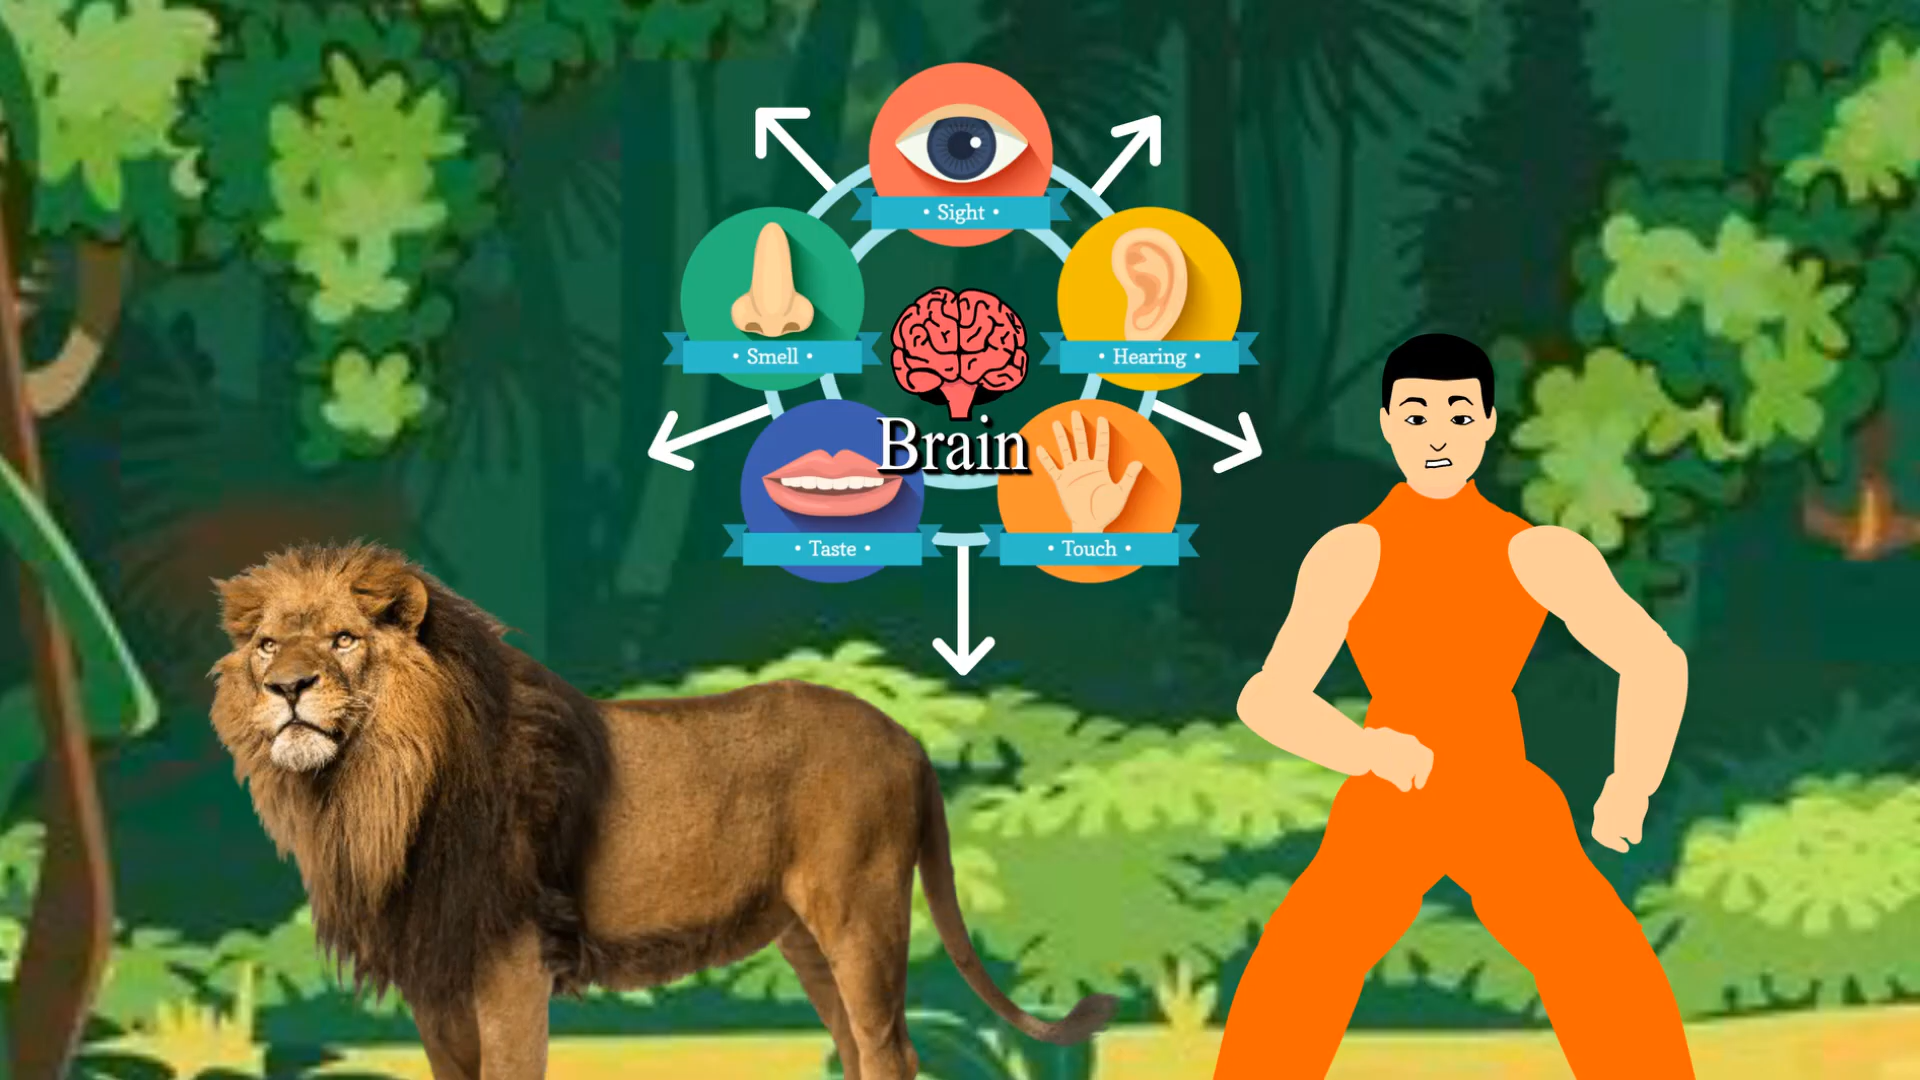 • Sight •
• Smell •
• Hearing •
Brain
• Taste •
• Touch •